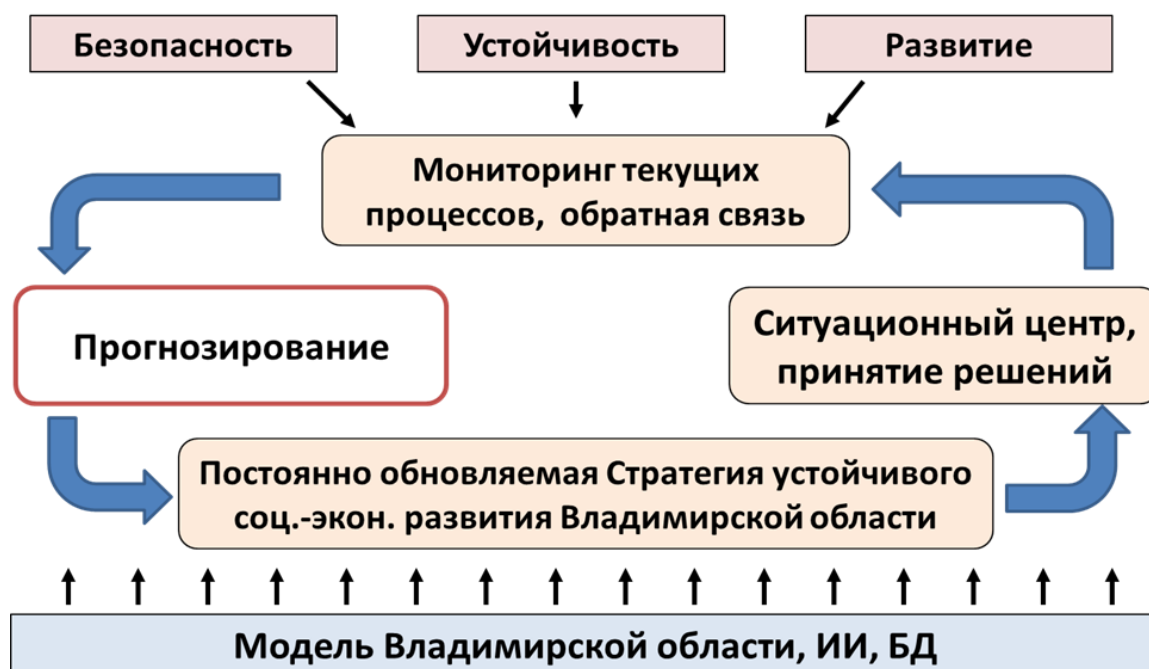 Безопасность
Устойчивость
Развитие
Мониторинг текущих
процессов, обратная связь
Прогнозирование
Ситуационный центр,
принятие решений
Постоянно обновляемая Стратегия устойчивого
соц.-экон. развития Владимирской области
Модель Владимирской области, ИИ, БД